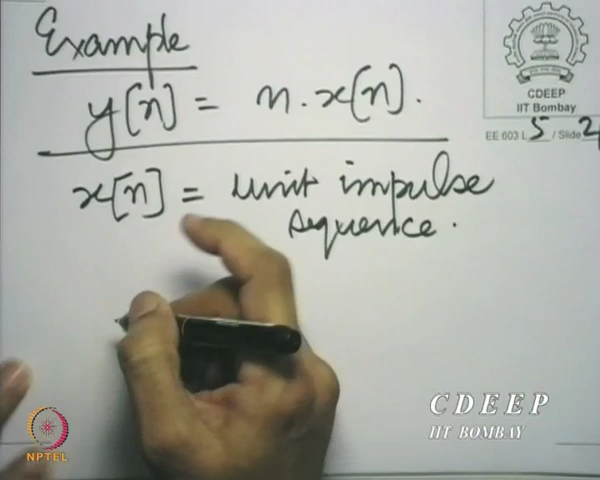 Example
y[n] = n.x[n].
x[n] = unit impulse
sequence.
CDEEP
IIT Bombay
EE 603 L 5 / Slide 2
CDEEP
IIT BOMBAY
NPTEL